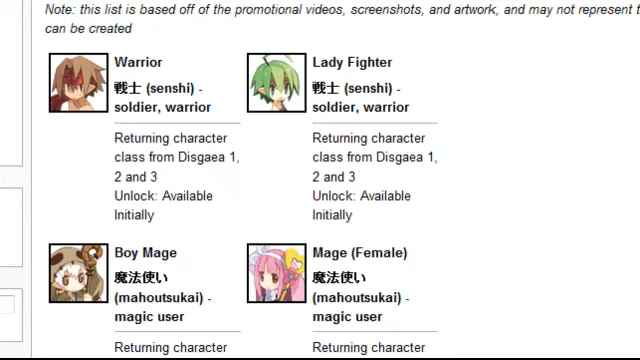 Note: this list is based off of the promotional videos, screenshots, and artwork, and may not represent
can be created
Warrior
戦士 (senshi) -
soldier, warrior
Returning character
class from Disgaea 1,
2 and 3
Unlock: Available
Initially
Lady Fighter
戦士 (senshi) -
soldier, warrior
Returning character
class from Disgaea 1,
2 and 3
Unlock: Available
Initially
Boy Mage
魔法使い
(mahoutsukai) -
magic user
Returning character
Mage (Female)
魔法使い
(mahoutsukai) -
magic user
Returning character